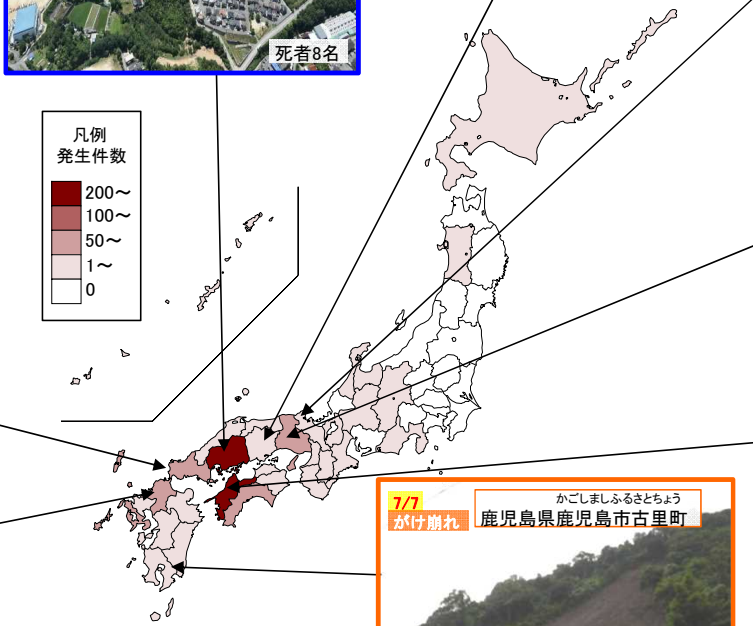 死者8名
凡例
発生件数
200～
100～
50～
1～
0
7/7
がけ崩れ
かごしましふるさとちょう
鹿児島県鹿児島市古里町